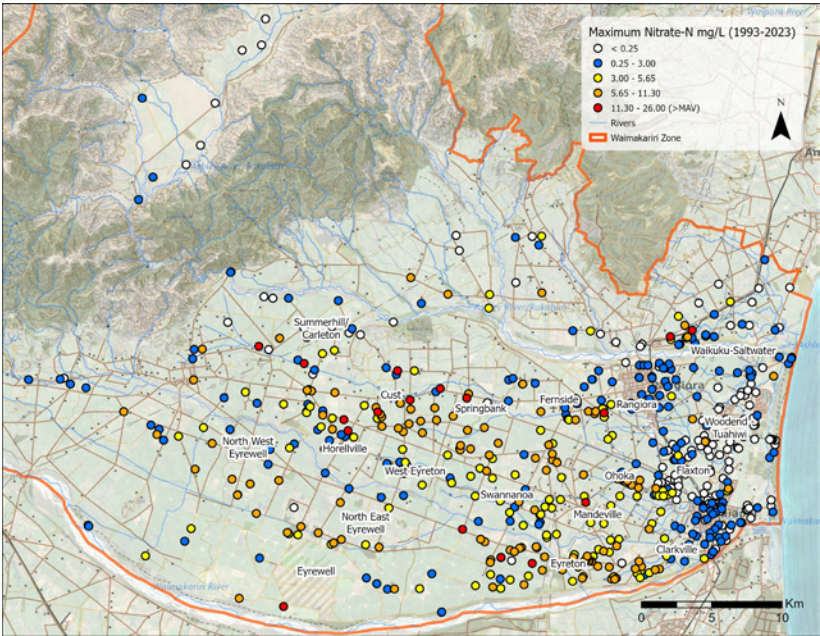 Maximum Nitrate-N mg/L (1993-2023)
< 0.25
0.25 - 3.00
3.00 - 5.65
5.65 - 11.30
11.30 - 26.00 (>MAV)
Rivers
Waimakariri Zone
N
Summerhill/
Carleton
Waikuku-Saltwater
Cust
Springbank
Fernside
Rangiora
Woodend
Tuahiwi
North West
Eyrewell
Horellville
West Eyreton
Ohoka
Flaxton
Swannanoa
Mandeville
North East
Eyrewell
Clarkville
Eyrewell
Eyreton
Waimakariri River
Km
0 5 10